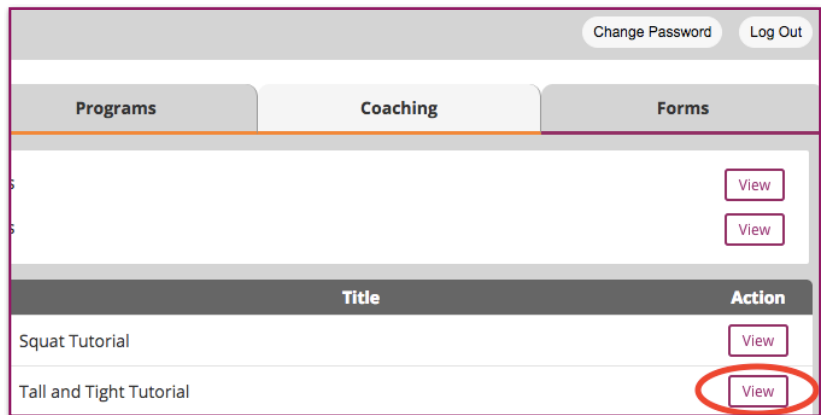 Change Password Log Out
Programs Coaching Forms
s View
s View
Title Action
Squat Tutorial View
Tall and Tight Tutorial View